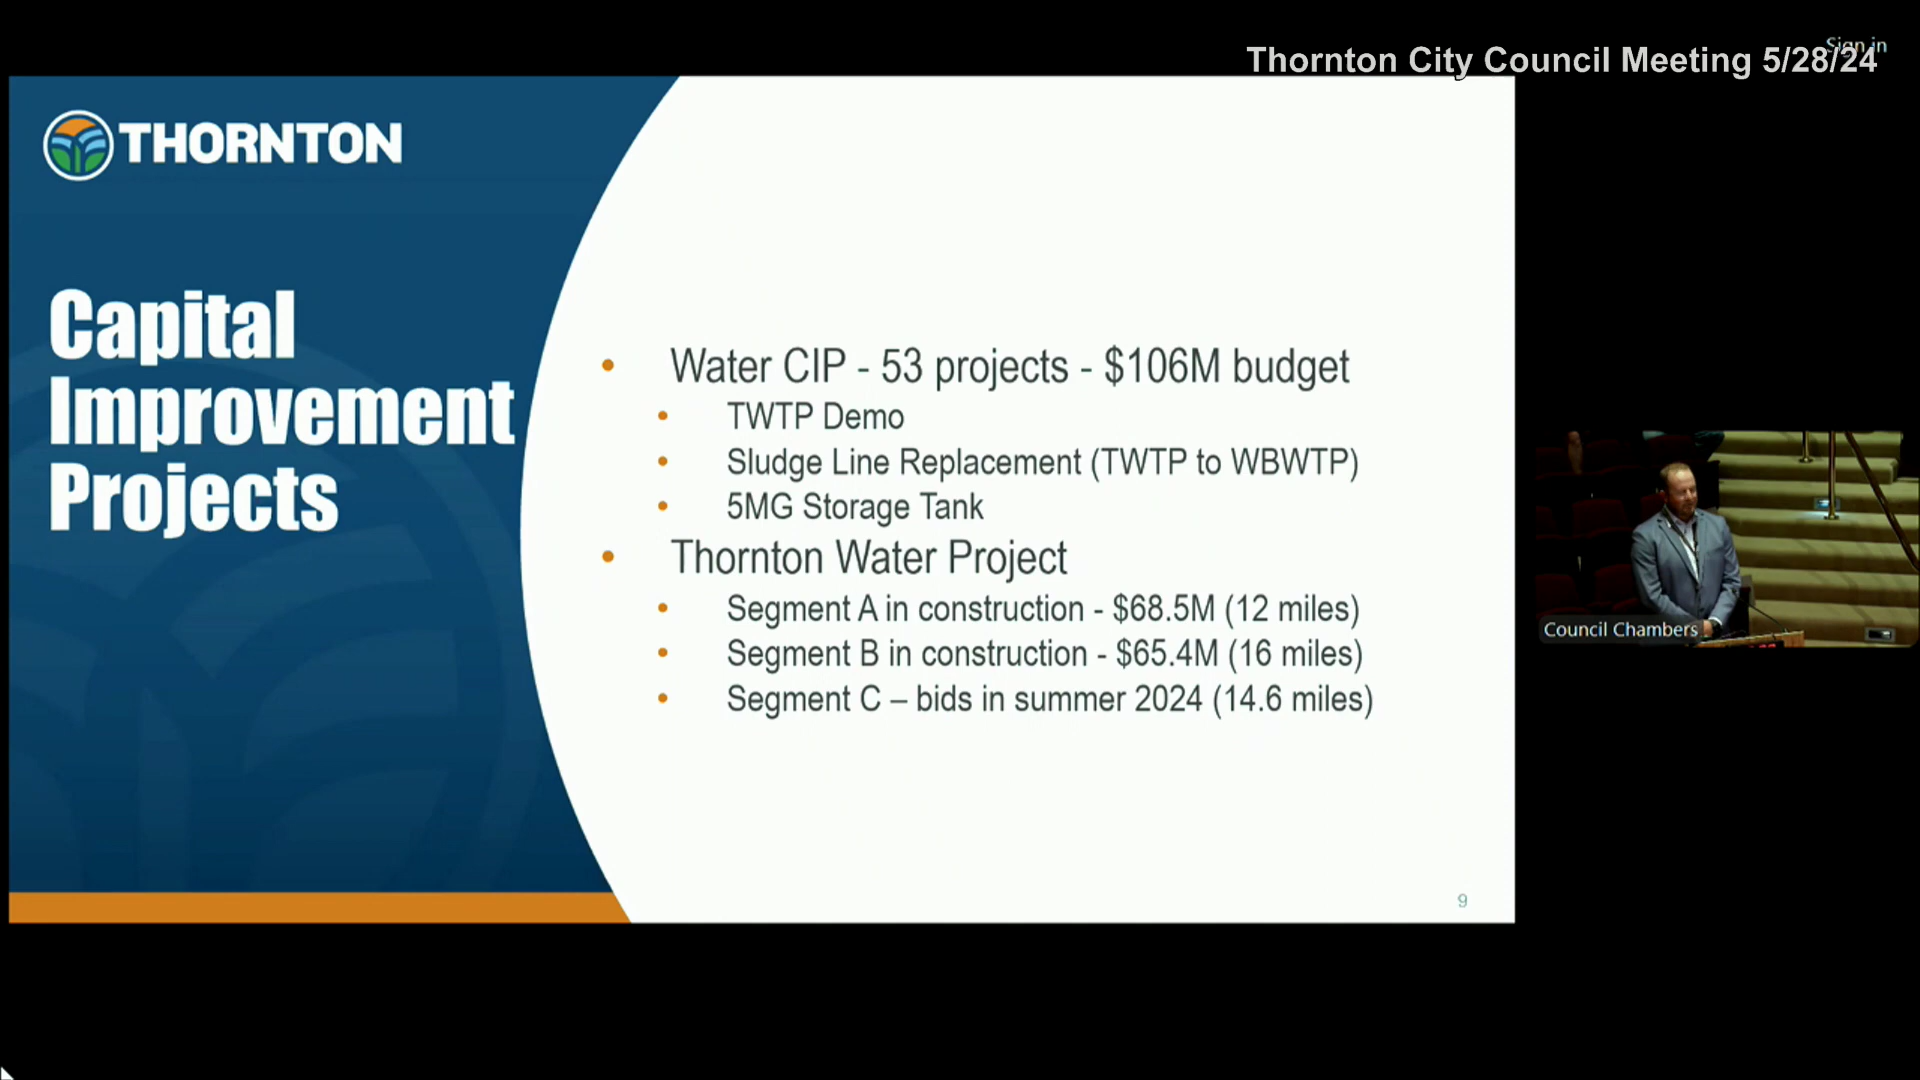 Sign in
Thornton City Council Meeting 5/28/24
THORNTON
Capital
Improvement
Projects
• Water CIP - 53 projects - $106M budget
• TWTP Demo
• Sludge Line Replacement (TWTP to WBWTP)
• 5MG Storage Tank
• Thornton Water Project
• Segment A in construction - $68.5M (12 miles)
• Segment B in construction - $65.4M (16 miles)
• Segment C – bids in summer 2024 (14.6 miles)
Council Chambers
9